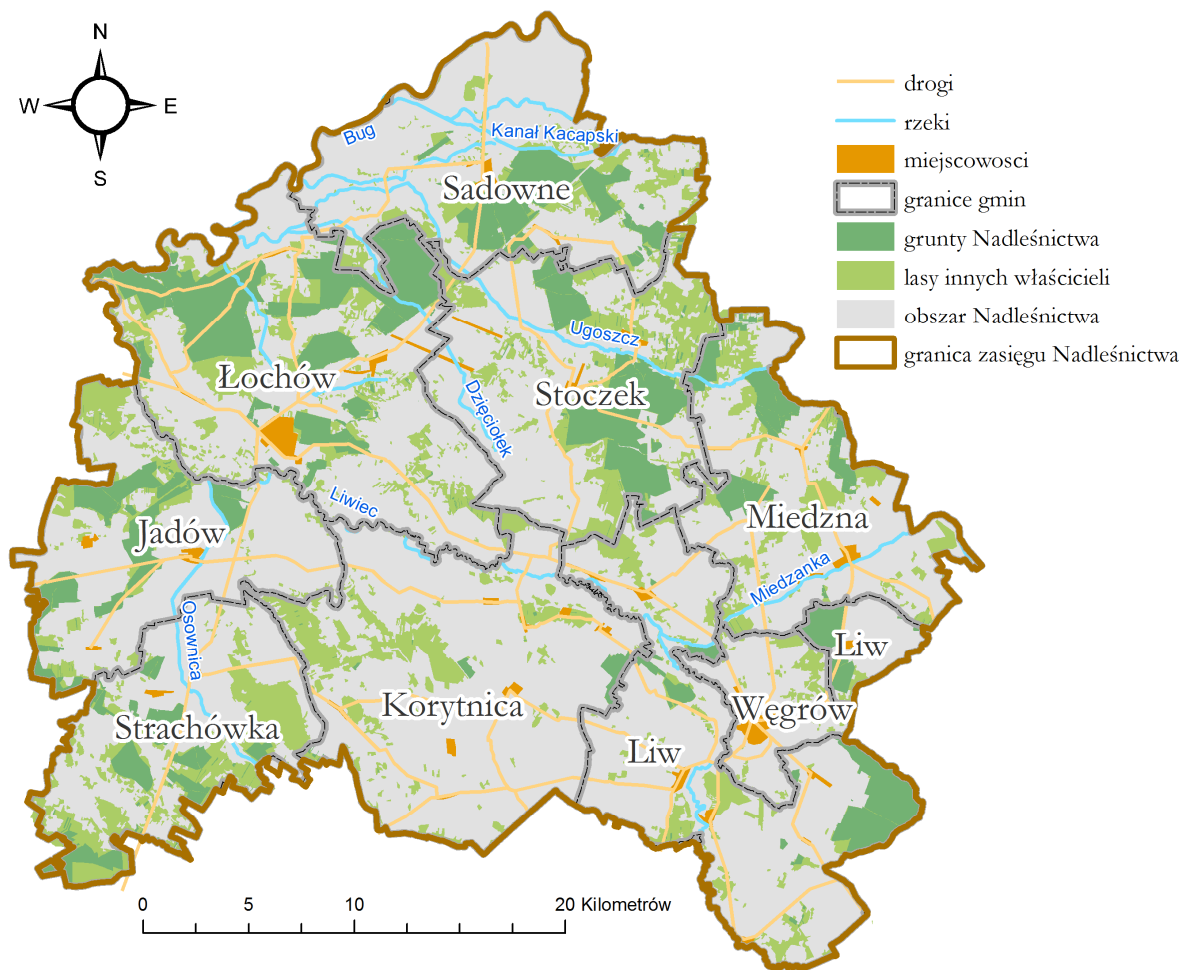 N
W
E
S
drogi
rzeki
miejscowosci
granice gmin
grunty Nadleśnictwa
lasy innych właścicieli
obszar Nadleśnictwa
granica zasięgu Nadleśnictwa
Bug
Kanał Kacapski
Sadowne
Ugoszcz
Łochów
Stoczek
Dzięciołek
Liwiec
Jadów
Miedzna
Miedzanka
Osownica
Liw
Korytnica
Węgrów
Strachówka
Liw
0 5 10 20 Kilometrów